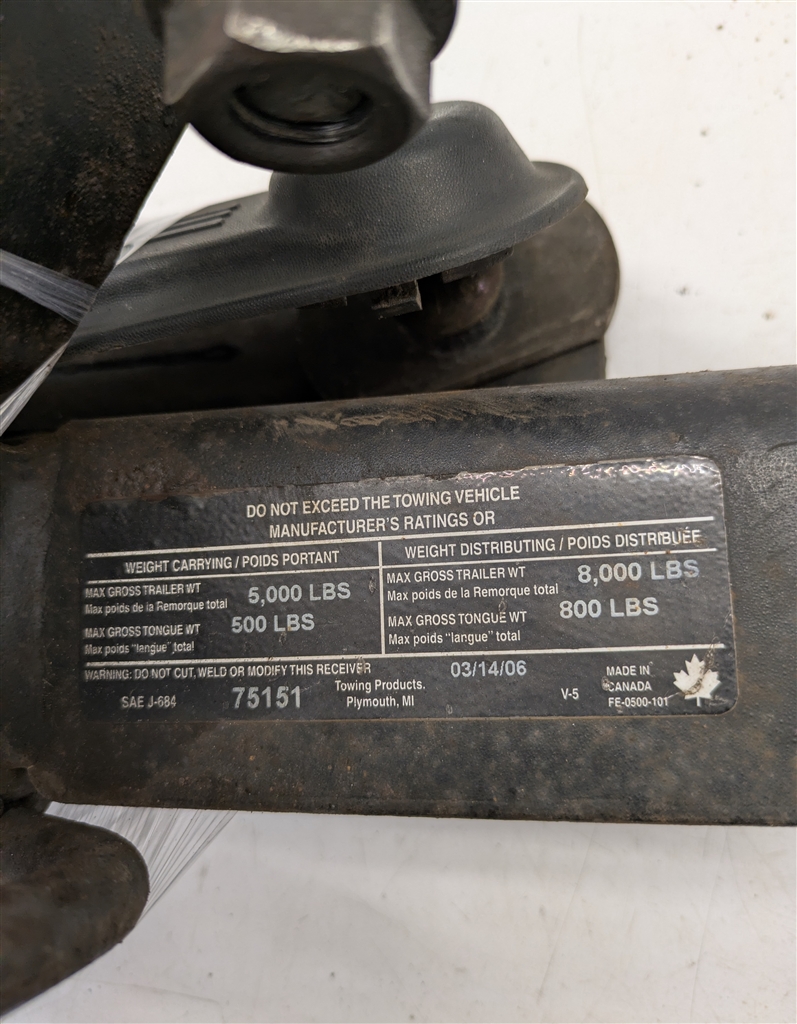 DO NOT EXCEED THE TOWING VEHICLE
MANUFACTURER'S RATINGS OR
WEIGHT CARRYING / POIDS PORTANT
MAX GROSS TRAILER WT 5,000 LBS
Max poids de la Remorque total
MAX GROSS TONGUE WT 500 LBS
Max poids "langue" total
WEIGHT DISTRIBUTING / POIDS DISTRIBUÉE
MAX GROSS TRAILER WT 8,000 LBS
Max poids de la Remorque total
MAX GROSS TONGUE WT 800 LBS
Max poids "langue" total
WARNING: DO NOT CUT, WELD OR MODIFY THIS RECEIVER
SAE J-684 75151
Towing Products.
Plymouth, MI
03/14/06
V-5
MADE IN
CANADA
FE-0500-101